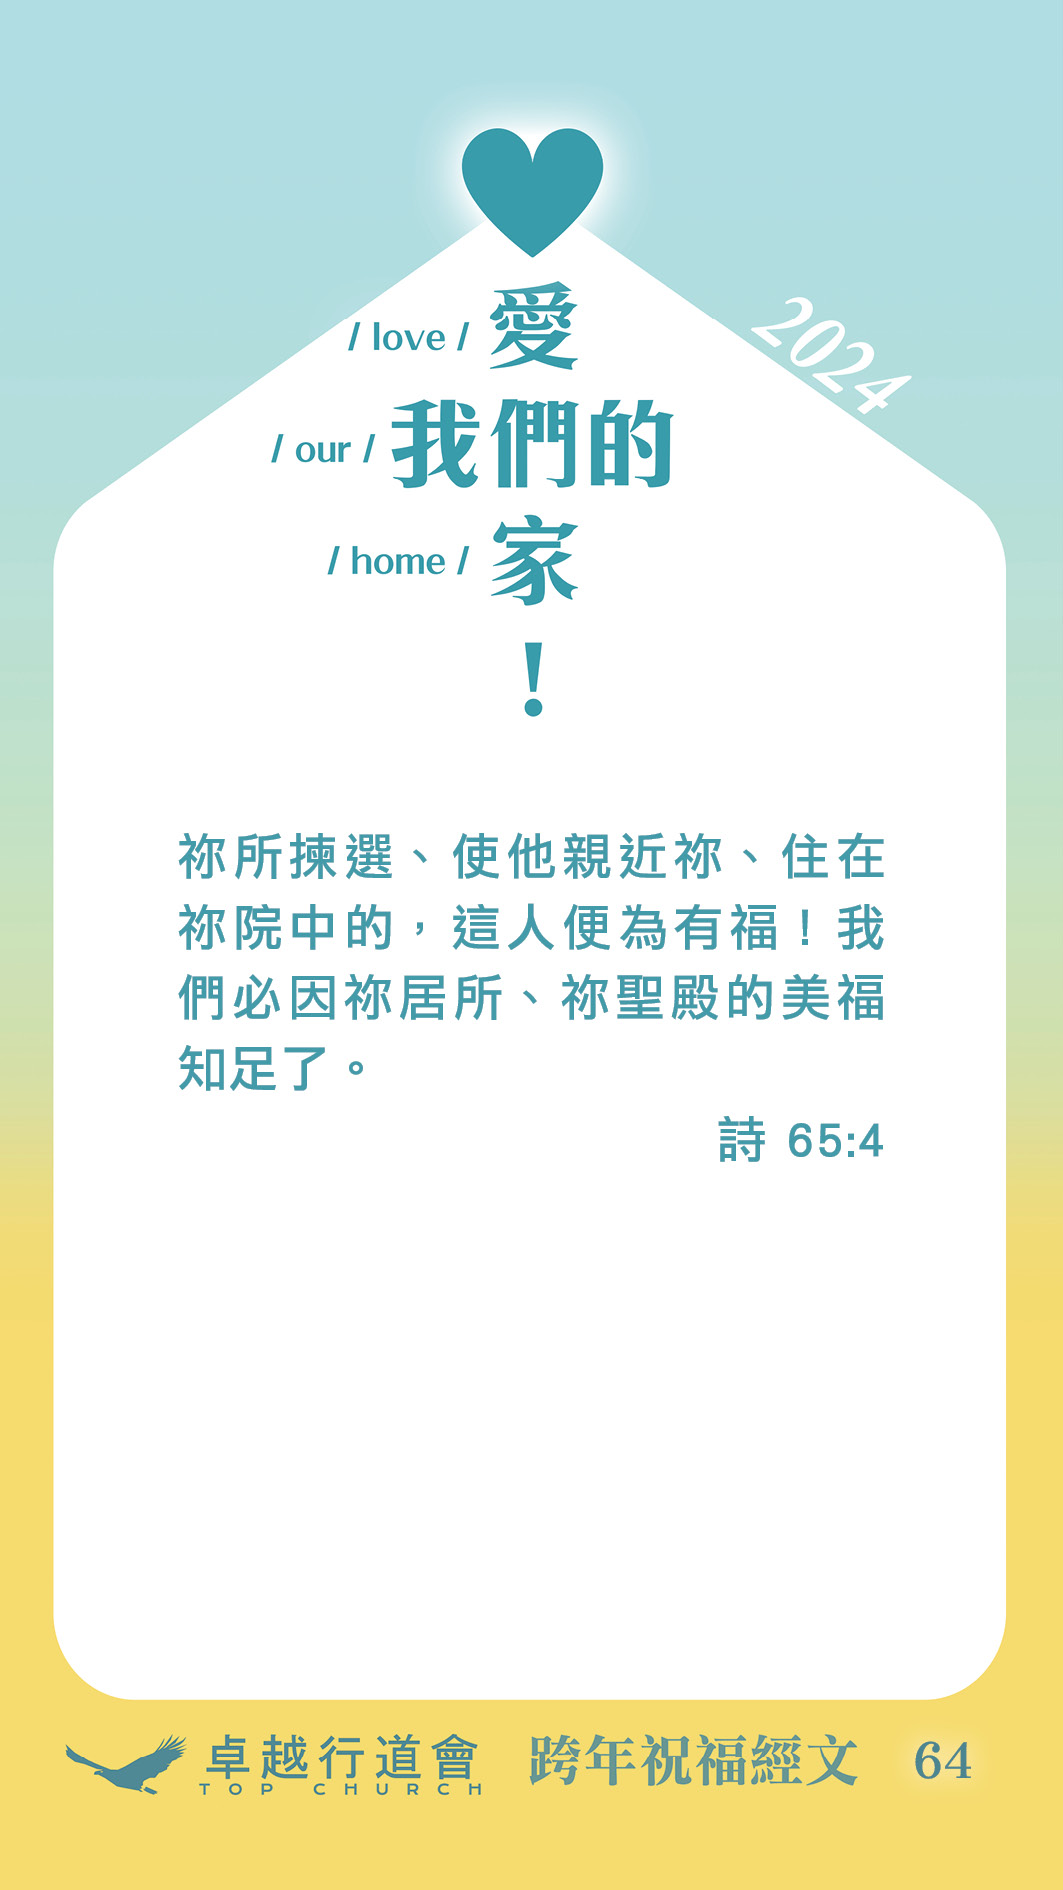 2024
/ love / 愛
/ our / 我們的
/ home / 家
！
祢所揀選、使他親近祢、住在
祢院中的，這人便為有福！我
們必因祢居所、祢聖殿的美福
知足了。
詩 65:4
卓越行道會 跨年祝福經文 64
TOP CHURCH